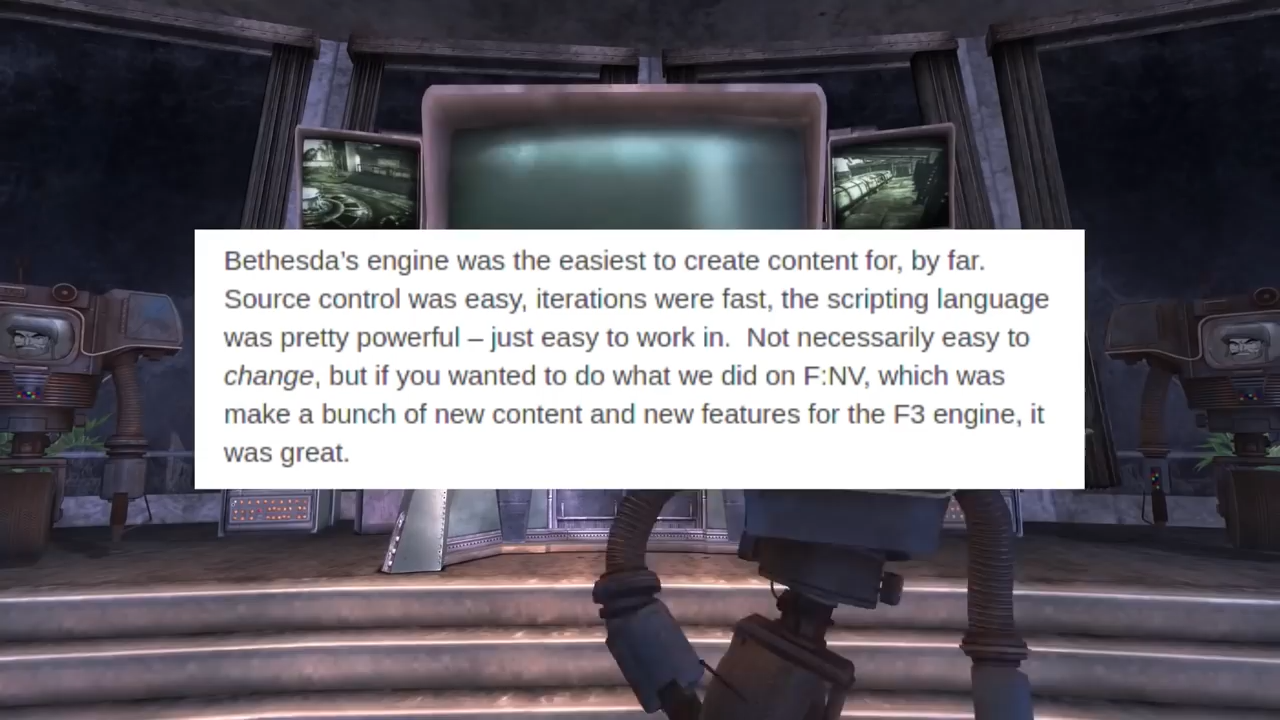 Bethesda’s engine was the easiest to create content for, by far.
Source control was easy, iterations were fast, the scripting language
was pretty powerful – just easy to work in.  Not necessarily easy to
change, but if you wanted to do what we did on F:NV, which was
make a bunch of new content and new features for the F3 engine, it
was great.